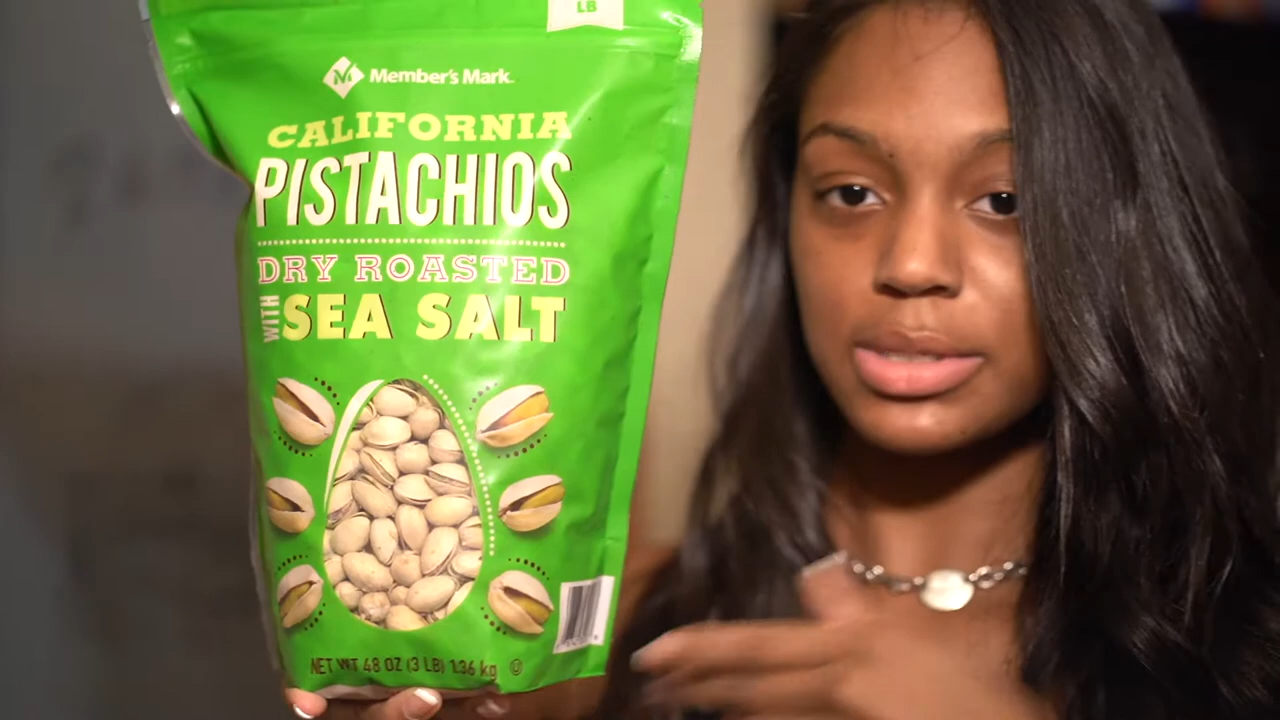 LB
Member's Mark
CALIFORNIA
PISTACHIOS
DRY ROASTED
WITH SEA SALT
NET WT 48 OZ (3 LB) 1.36 kg